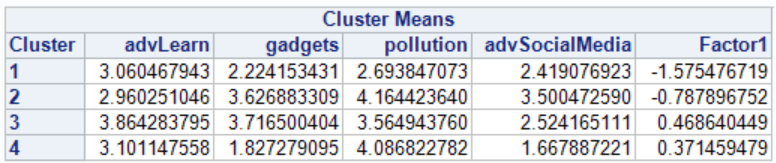 Cluster Means
Cluster advLearn gadgets pollution advSocialMedia Factor1
1 3.060467943 2.224153431 2.693847073 2.419076923 -1.575476719
2 2.960251046 3.626883309 4.164423640 3.500472590 -0.787896752
3 3.864283795 3.716500404 3.564943760 2.524165111 0.468640449
4 3.101147558 1.827279095 4.086822782 1.667887221 0.371459479